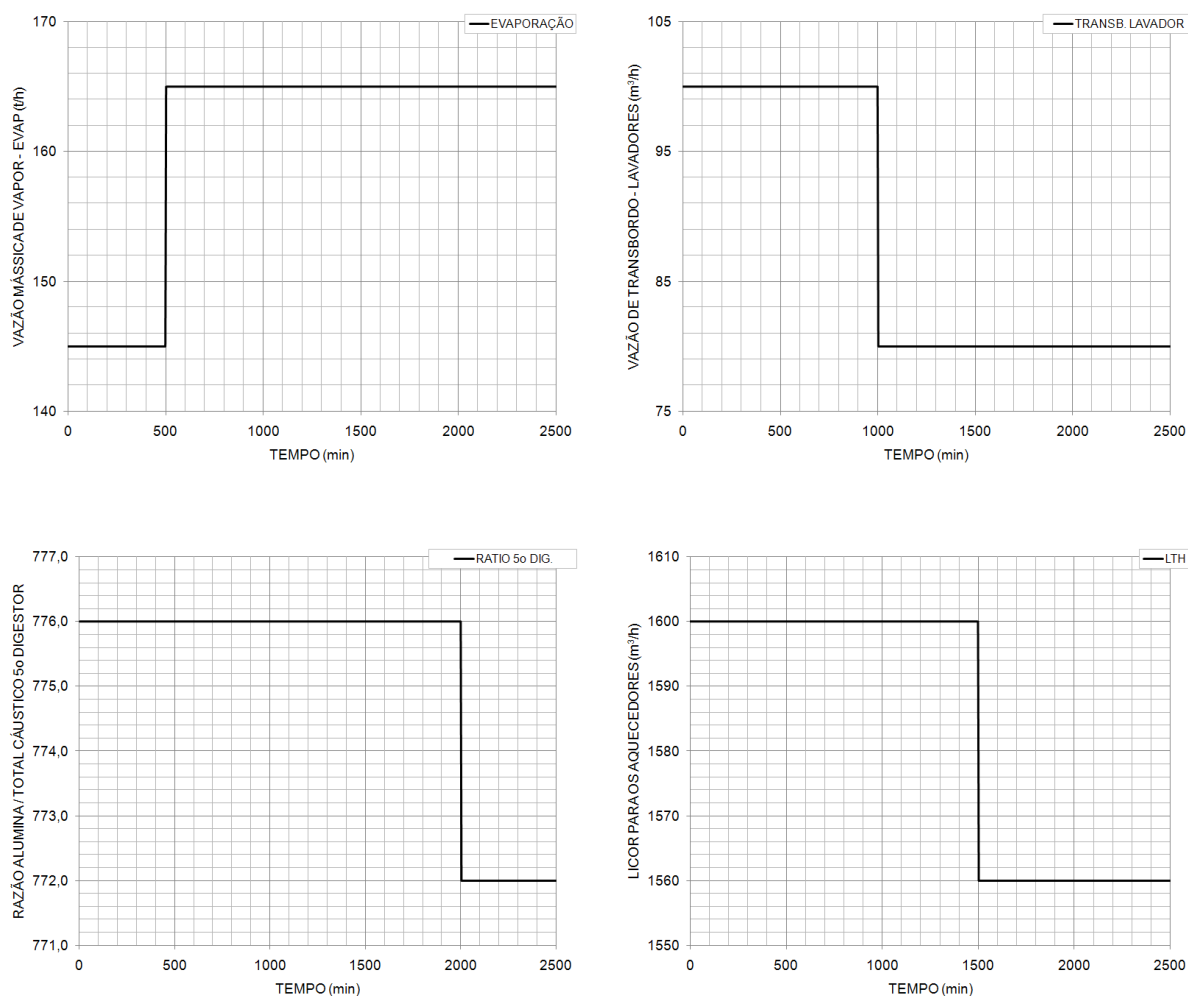 EVAPORAÇÃO
VAZÃO MÁSSICA DE VAPOR - EVAP (t/h)
170
160
150
140
0 500 1000 1500 2000 2500
TEMPO (min)
TRANSB. LAVADOR
VAZÃO DE TRANSBORDO - LAVADORES (m³/h)
105
95
85
75
0 500 1000 1500 2000 2500
TEMPO (min)
RATIO 5o DIG.
RAZÃO ALUMINA / TOTAL CÁUSTICO 5o DIGESTOR
777,0
776,0
775,0
774,0
773,0
772,0
771,0
0 500 1000 1500 2000 2500
TEMPO (min)
LTH
LICOR PARA OS AQUECEDORES (m³/h)
1610
1600
1590
1580
1570
1560
1550
0 500 1000 1500 2000 2500
TEMPO (min)